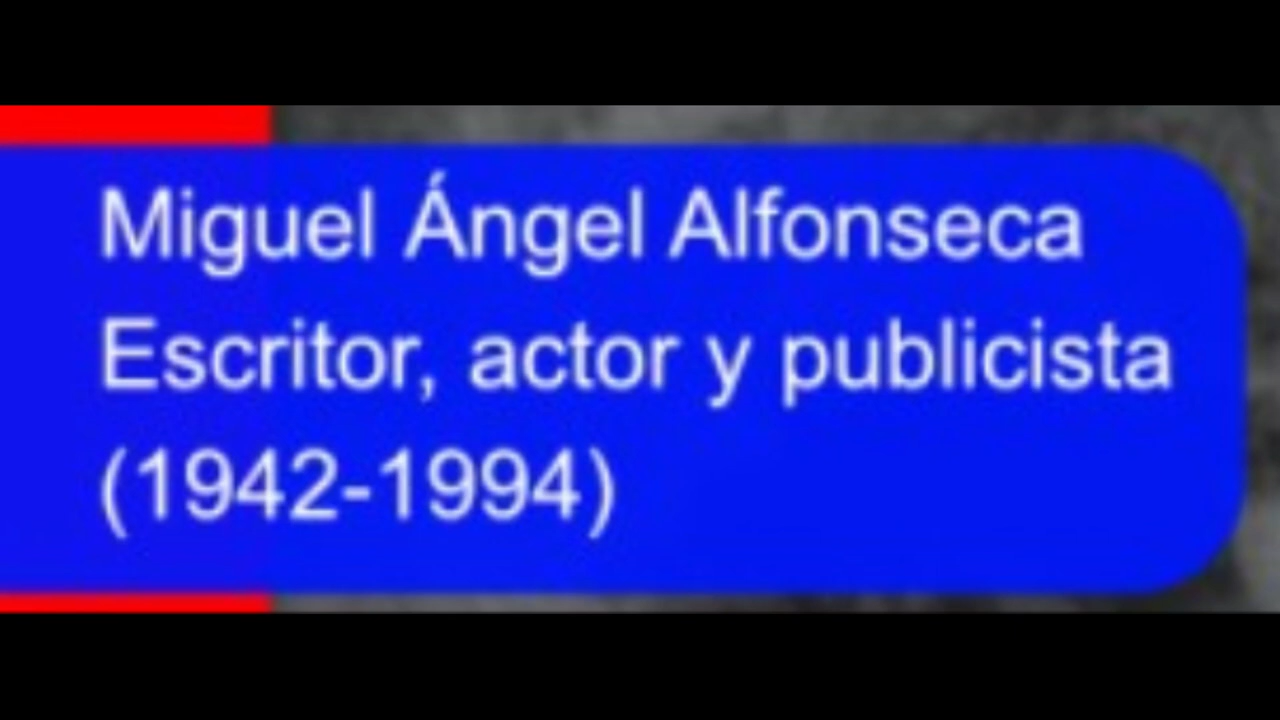 Miguel Ángel Alfonseca
Escritor, actor y publicista
(1942-1994)